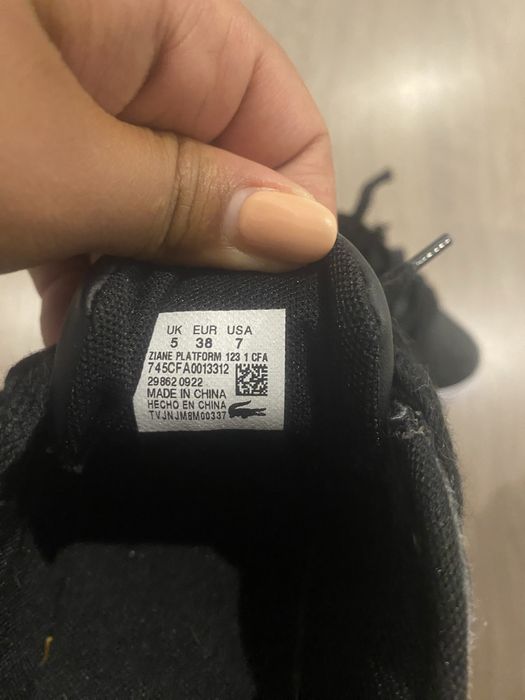 UK EUR USA
5 38 7
ZIANE PLATFORM 123 1 CFA
745CFA0013312
29862 0922
MADE IN CHINA
HECHO EN CHINA
TVJNJM8M00337